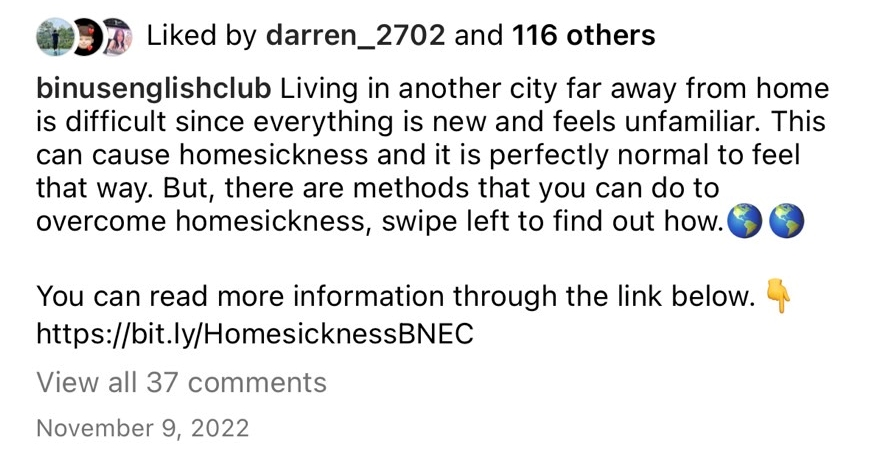 Liked by darren_2702 and 116 others
binusenglishclub Living in another city far away from home
is difficult since everything is new and feels unfamiliar. This
can cause homesickness and it is perfectly normal to feel
that way. But, there are methods that you can do to
overcome homesickness, swipe left to find out how.🌎🌎
You can read more information through the link below. 👇
https://bit.ly/HomesicknessBNEC
View all 37 comments
November 9, 2022